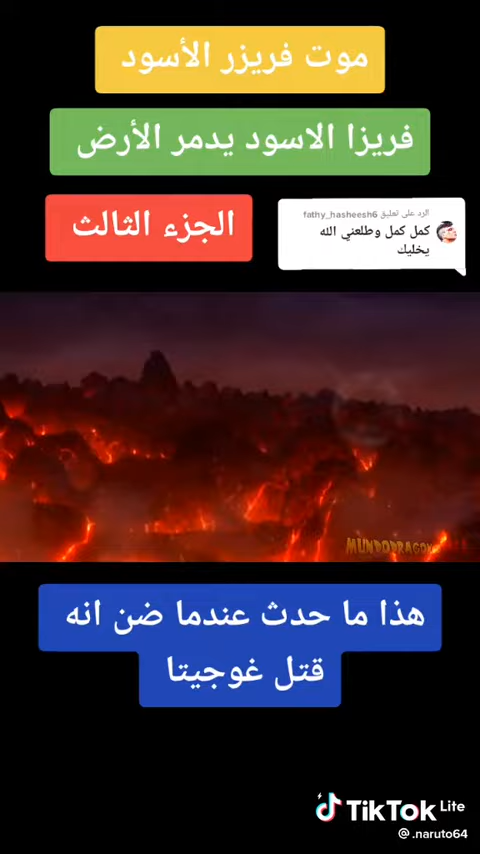 موت فريزر الأسود
فريزا الاسود يدمر الأرض
الجزء الثالث
الرد على تعليق fathy_hasheesh6
كمل كمل وطلعني الله
يخليك
MUNDODRAGON
هذا ما حدث عندما ضن انه
قتل غوجيتا
TikTok Lite
@.naruto64